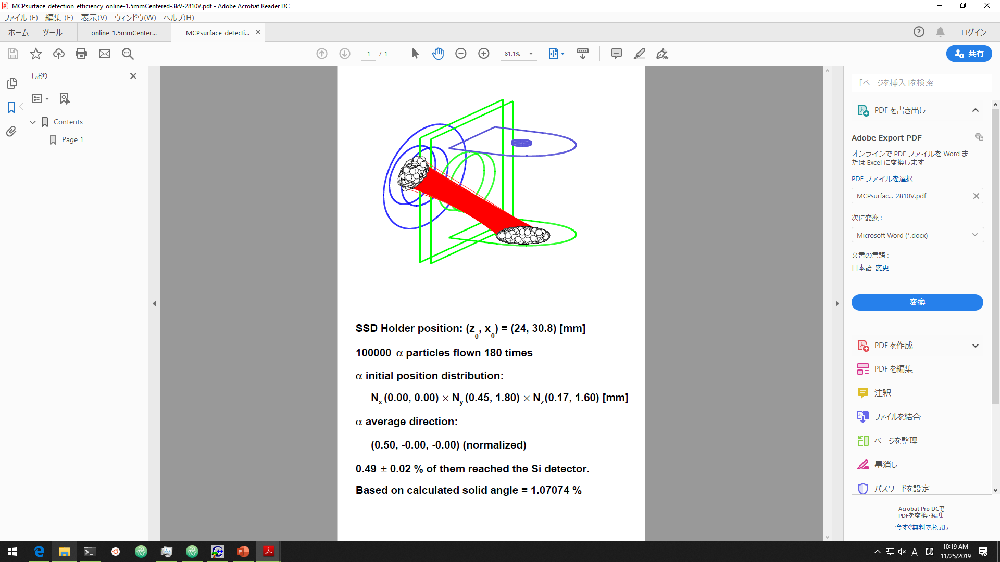 MCPsurface_detection_efficiency_online-1.5mmCentered-3kV-2810V.pdf - Adobe Acrobat Reader DC
ファイル (F) 編集 (E) 表示(V) ウィンドウ(W) ヘルプ(H)
ホーム ツール online-1.5mmCenter... MCPsurface_detecti... ログイン
1 / 1 81.1% 共有
しおり
Contents
Page 1
SSD Holder position: (z0, x0) = (24, 30.8) [mm]
100000 α particles flown 180 times
α initial position distribution:
Nx (0.00, 0.00) × Ny (0.45, 1.80) × Nz(0.17, 1.60) [mm]
α average direction:
(0.50, -0.00, -0.00) (normalized)
0.49 ± 0.02 % of them reached the Si detector.
Based on calculated solid angle = 1.07074 %
「ページを挿入」を検索
PDF を書き出し
Adobe Export PDF
オンラインで PDF ファイルを Word ま
たは Excel に変換します
PDF ファイルを選択
MCPsurfac...-2810V.pdf
次に変換 :
Microsoft Word (*.docx)
文書の言語 :
日本語 変更
変換
PDF を作成
PDF を編集
注釈
ファイルを結合
ページを整理
墨消し
パスワードを設定
Acrobat Pro DCで
PDFを変換・編集
今すぐ無料でお試し
A 10:19 AM
11/25/2019